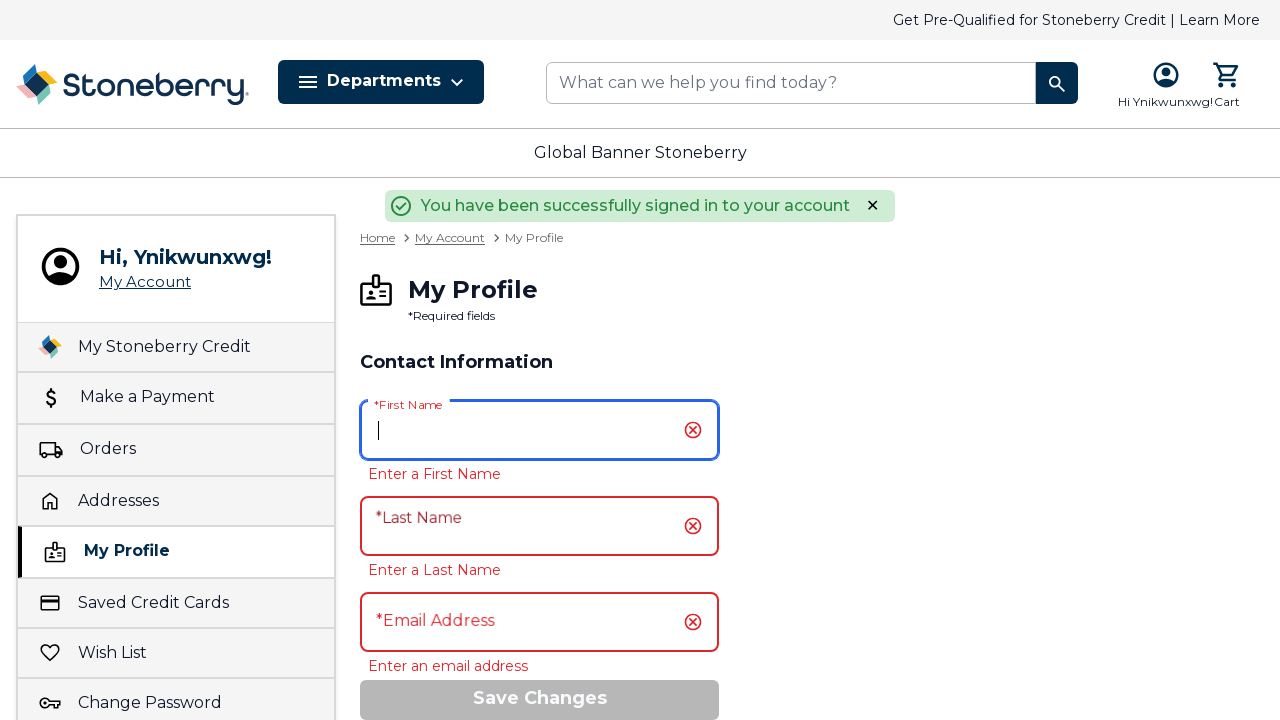 Get Pre-Qualified for Stoneberry Credit | Learn More
Stoneberry
Departments
What can we help you find today?
Hi Ynikwunxwg!
Cart
Global Banner Stoneberry
You have been successfully signed in to your account
Hi, Ynikwunxwg!
My Account
My Stoneberry Credit
Make a Payment
Orders
Addresses
My Profile
Saved Credit Cards
Wish List
Change Password
Home > My Account > My Profile
My Profile
*Required fields
Contact Information
*First Name
Enter a First Name
*Last Name
Enter a Last Name
*Email Address
Enter an email address
Save Changes